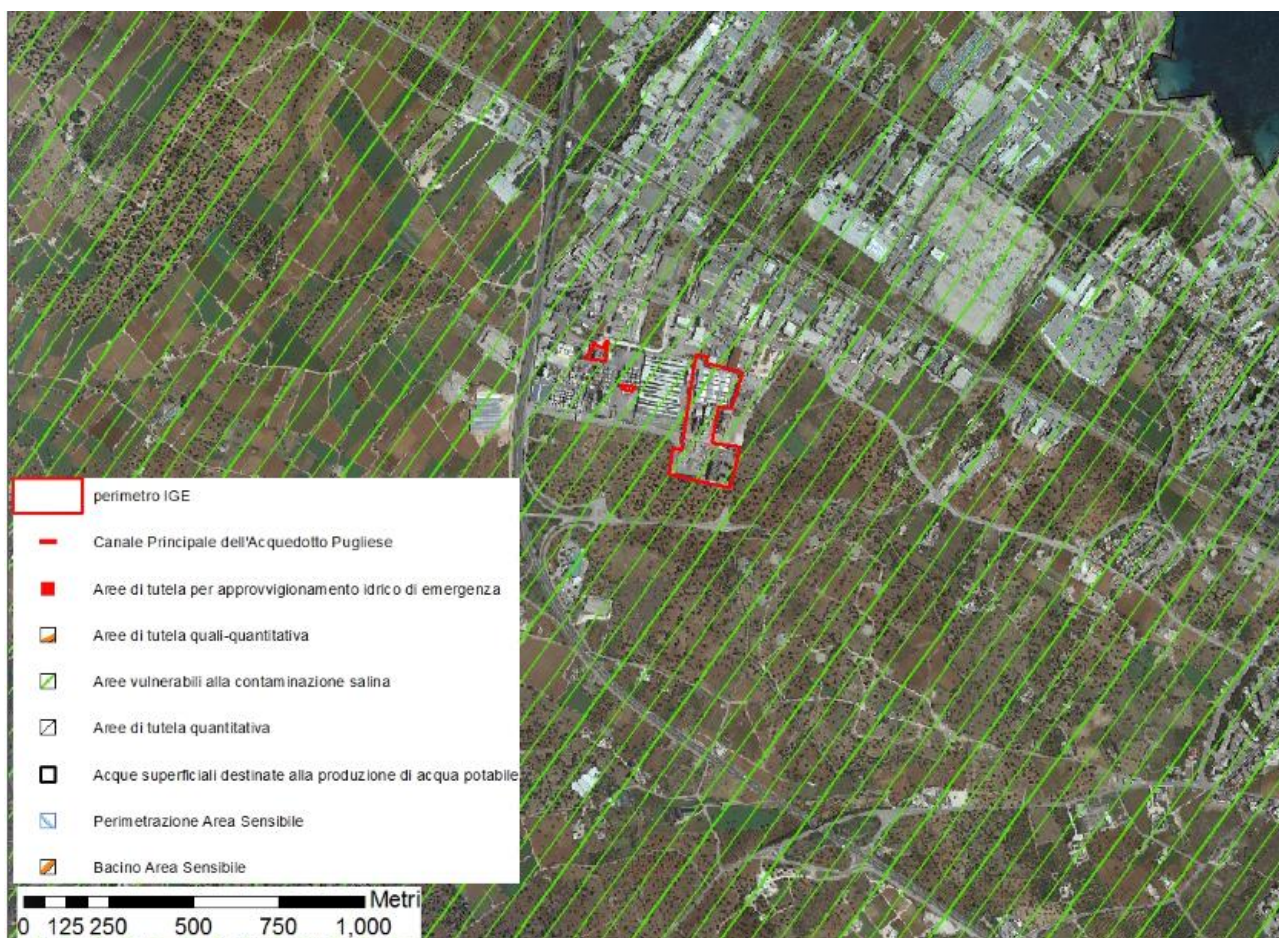 perimetro IGE
Canale Principale dell'Acquedotto Pugliese
Aree di tutela per approvvigionamento idrico di emergenza
Aree di tutela quali-quantitativa
Aree vulnerabili alla contaminazione salina
Aree di tutela quantitativa
Acque superficiali destinate alla produzione di acqua potabile
Perimetrazione Area Sensibile
Bacino Area Sensibile
Metri
0 125 250 500 750 1,000